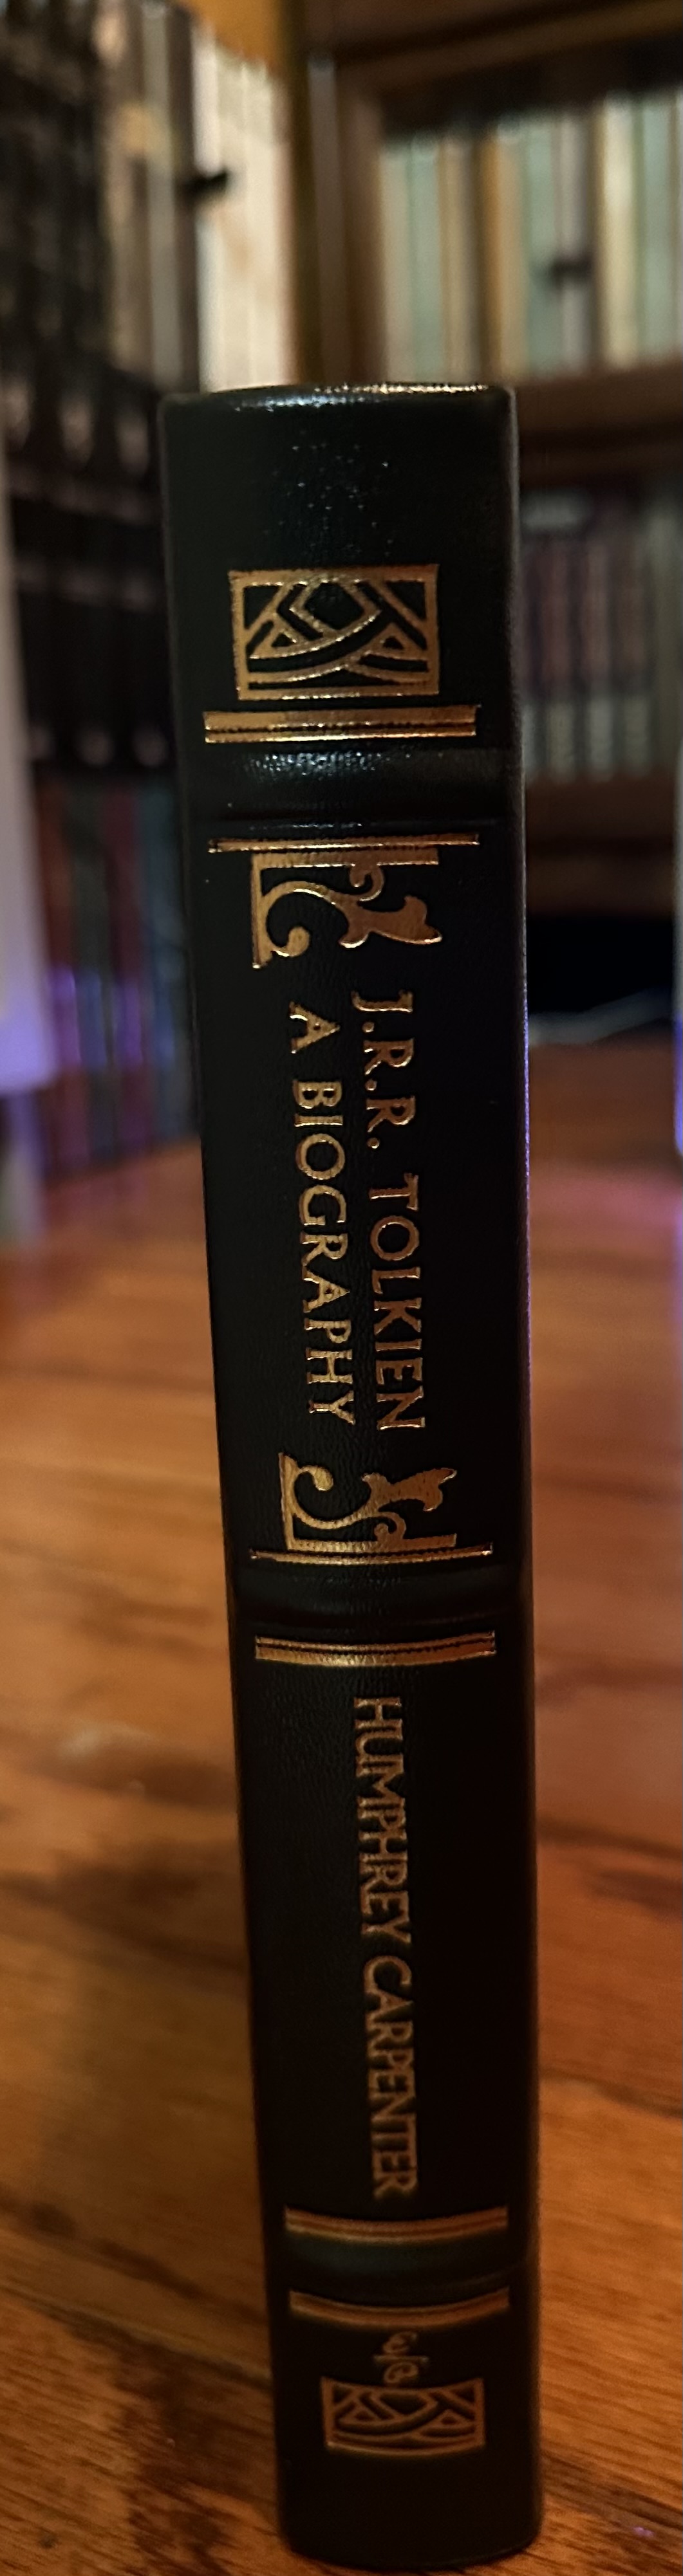 J.R.R. TOLKIEN
A BIOGRAPHY
HUMPHREY CARPENTER